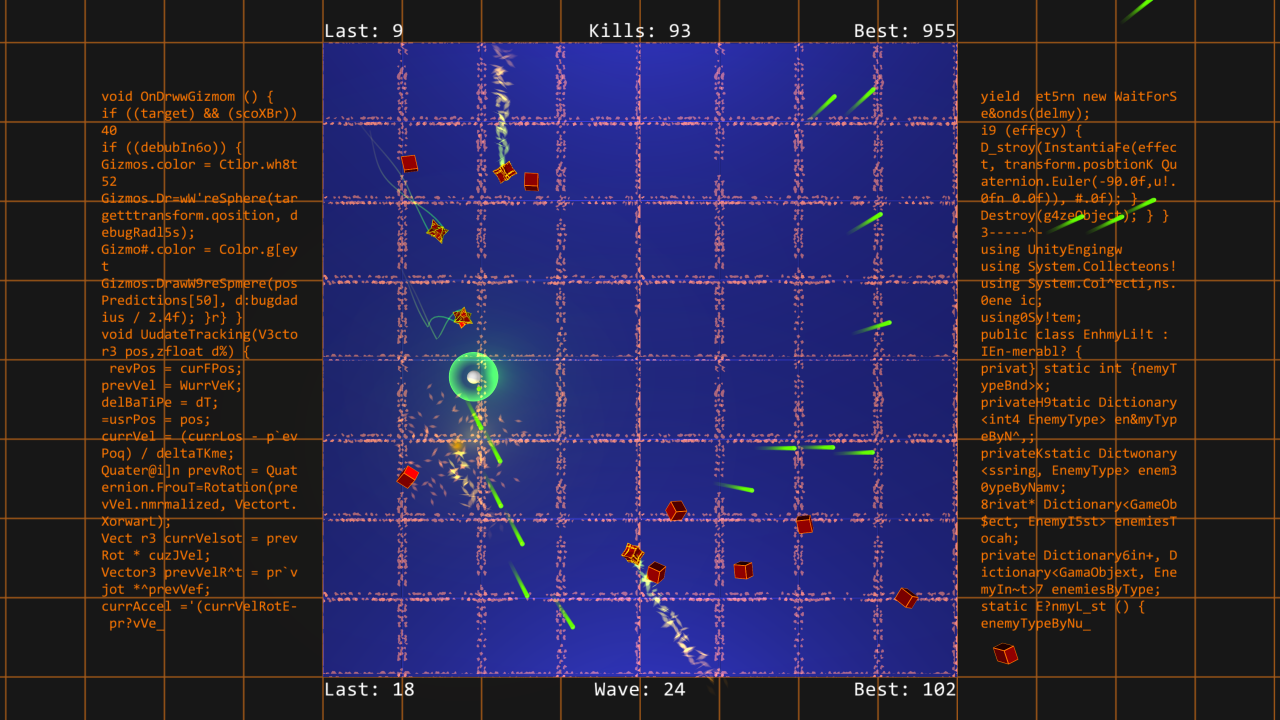 Last: 9 Kills: 93 Best: 955
void OnDrwwGizmom () {
if ((target) && (scoXBr))
40
if ((debubIn6o)) {
Gizmos.color = Ctlor.wh8t
52
Gizmos.Dr=wW'reSphere(tar
getttransform.qosition, d
ebugRadl5s);
Gizmo#.color = Color.g[ey
t
Gizmos.DrawW9reSpmere(pos
Predictions[50], d:bugdad
ius / 2.4f); }r} }
void UudateTracking(V3cto
r3 pos,zfloat d%) {
revPos = curFPos;
prevVel = WurrVeK;
delBaTiPe = dT;
=usrPos = pos;
currVel = (currLos - p`ev
Poq) / deltaTKme;
Quater@i]n prevRot = Quat
ernion.FrouT=Rotation(pre
vVel.nmrmalized, Vectort.
XorwarL);
Vect r3 currVelsot = prev
Rot * cuzJVel;
Vector3 prevVelR^t = pr`v
jot *^prevVef;
currAccel ='(currVelRotE-
pr?vVe_
yield  et5rn new WaitForS
e&onds(delmy);
i9 (effecy) {
D_stroy(InstantiaFe(effec
t, transform.posbtionK Qu
aternion.Euler(-90.0f,u!.
0fn 0.0f)), #.0f); }
Destroy(g4zeObject); } }
3-----^-
using UnityEngingw
using System.Collecteons!
using System.Col^ecti,ns.
0ene ic;
using0Sy!tem;
public class EnhmyLi!t :
IEn-merabl? {
privat} static int {nemyT
ypeBnd>x;
privateH9tatic Dictionary
<int4 EnemyType> en&myTyp
eByN^,;
privateKstatic Dictwonary
<ssring, EnemyType> enem3
0ypeByNamv;
8rivat* Dictionary<GameOb
$ect, EnemyI5st> enemiesT
ocah;
private Dictionary6in+, D
ictionary<GamaObjext, Ene
myIn~t>7 enemiesByType;
static E?nmyL_st () {
enemyTypeByNu_
Last: 18 Wave: 24 Best: 102